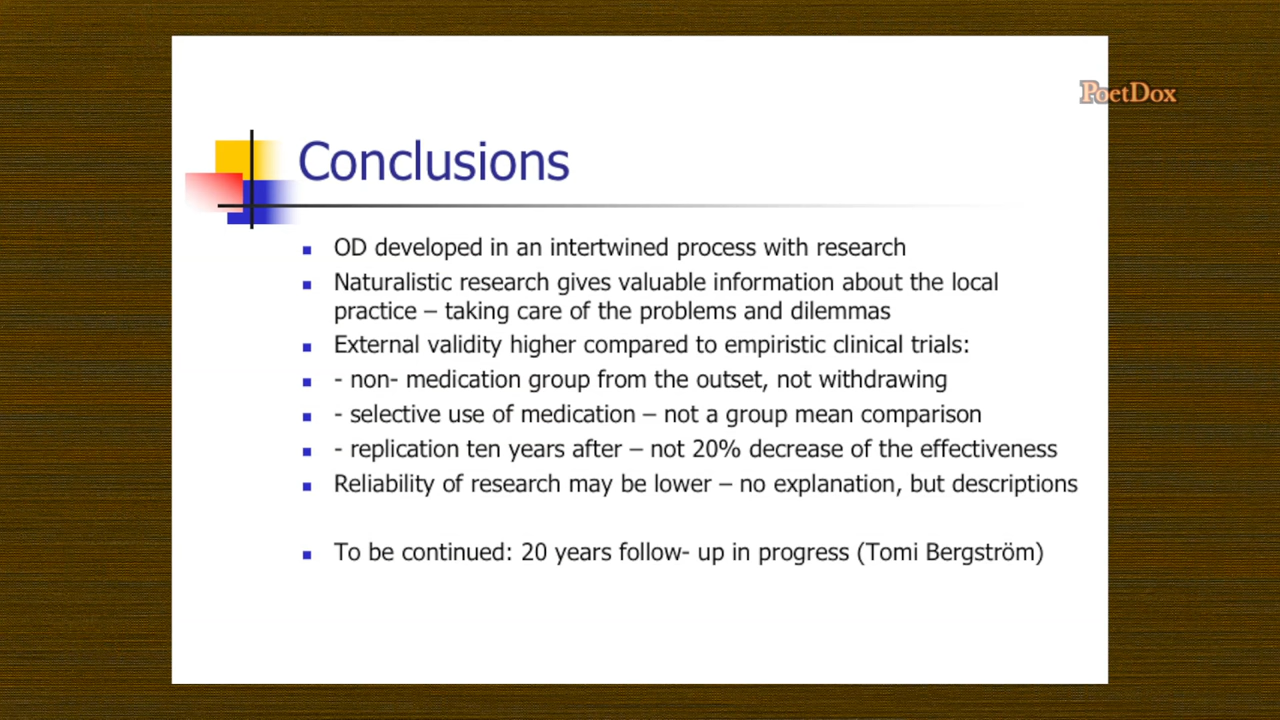 PoetDox
Conclusions
OD developed in an intertwined process with research
Naturalistic research gives valuable information about the local
practice – taking care of the problems and dilemmas
External validity higher compared to empiristic clinical trials:
- non- medication group from the outset, not withdrawing
- selective use of medication – not a group mean comparison
- replication ten years after – not 20% decrease of the effectiveness
Reliability of research may be lower – no explanation, but descriptions
To be continued: 20 years follow- up in progress (Tomi Bergström)